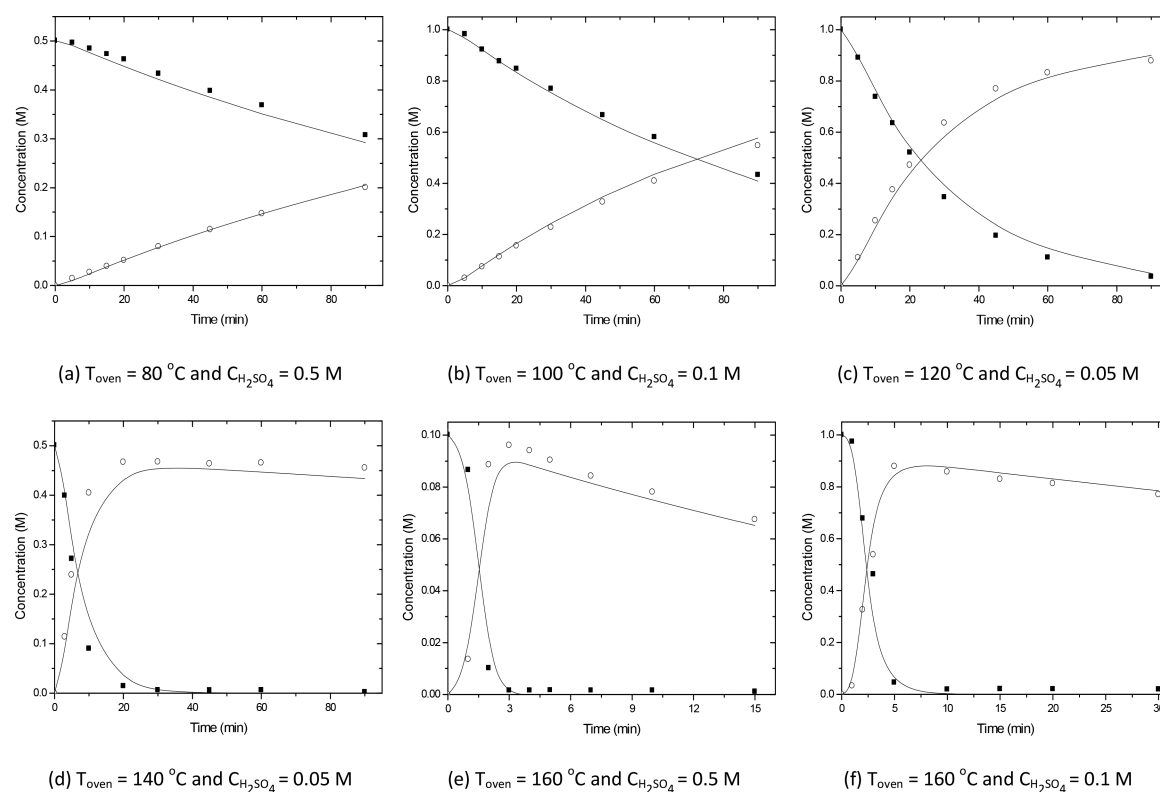 Concentration (M)
0.5
0.4
0.3
0.2
0.1
0.0
0 20 40 60 80
Time (min)
(a) Toven = 80 °C and CH2SO4 = 0.5 M
Concentration (M)
1.0
0.8
0.6
0.4
0.2
0.0
0 20 40 60 80
Time (min)
(b) Toven = 100 °C and CH2SO4 = 0.1 M
Concentration (M)
1.0
0.8
0.6
0.4
0.2
0.0
0 20 40 60 80
Time (min)
(c) Toven = 120 °C and CH2SO4 = 0.05 M
Concentration (M)
0.5
0.4
0.3
0.2
0.1
0.0
0 20 40 60 80
Time (min)
(d) Toven = 140 °C and CH2SO4 = 0.05 M
Concentration (M)
0.10
0.08
0.06
0.04
0.02
0.00
0 3 6 9 12 15
Time (min)
(e) Toven = 160 °C and CH2SO4 = 0.5 M
Concentration (M)
1.0
0.8
0.6
0.4
0.2
0.0
0 5 10 15 20 25 30
Time (min)
(f) Toven = 160 °C and CH2SO4 = 0.1 M